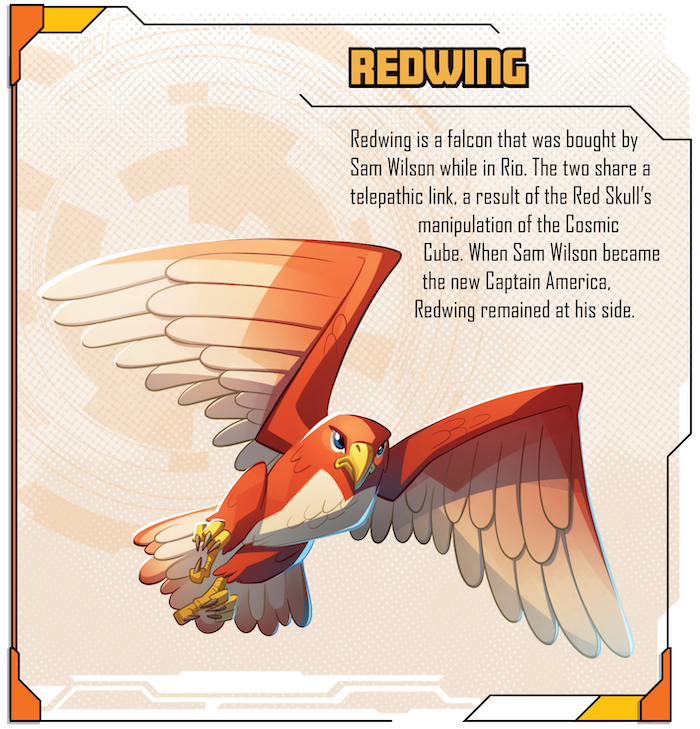 REDWING
Redwing is a falcon that was bought by
Sam Wilson while in Rio. The two share a
telepathic link, a result of the Red Skull's
manipulation of the Cosmic
Cube. When Sam Wilson became
the new Captain America,
Redwing remained at his side.